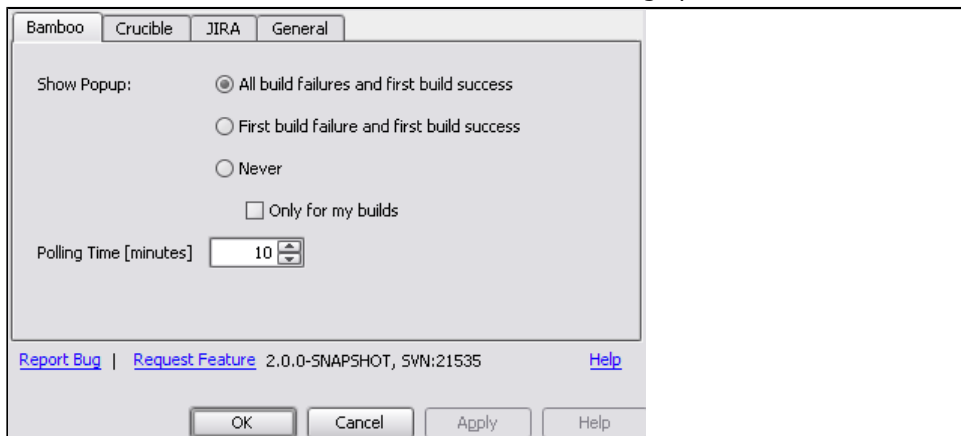 Bamboo Crucible JIRA General
Show Popup: All build failures and first build success
First build failure and first build success
Never
Only for my builds
Polling Time [minutes] 10
Report Bug | Request Feature 2.0.0-SNAPSHOT, SVN:21535 Help
OK Cancel Apply Help